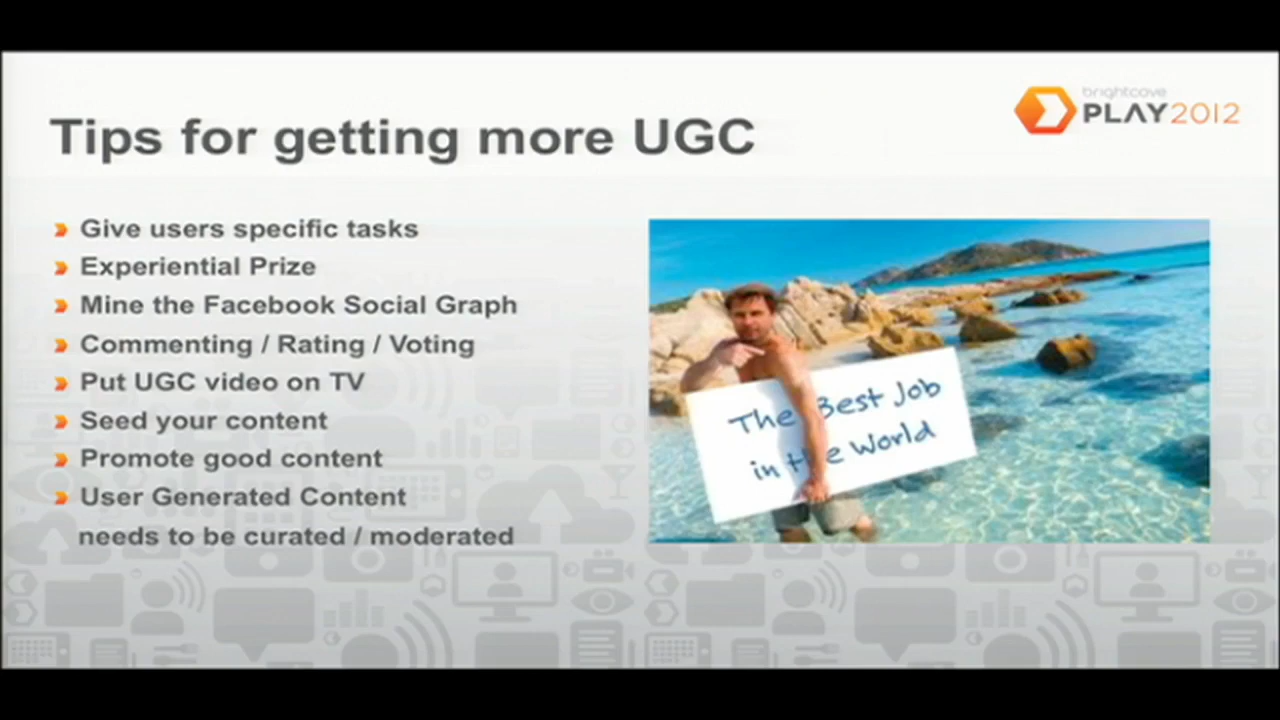 brightcove
PLAY2012
Tips for getting more UGC
Give users specific tasks
Experiential Prize
Mine the Facebook Social Graph
Commenting / Rating / Voting
Put UGC video on TV
Seed your content
Promote good content
User Generated Content
needs to be curated / moderated
The Best Job
in the World